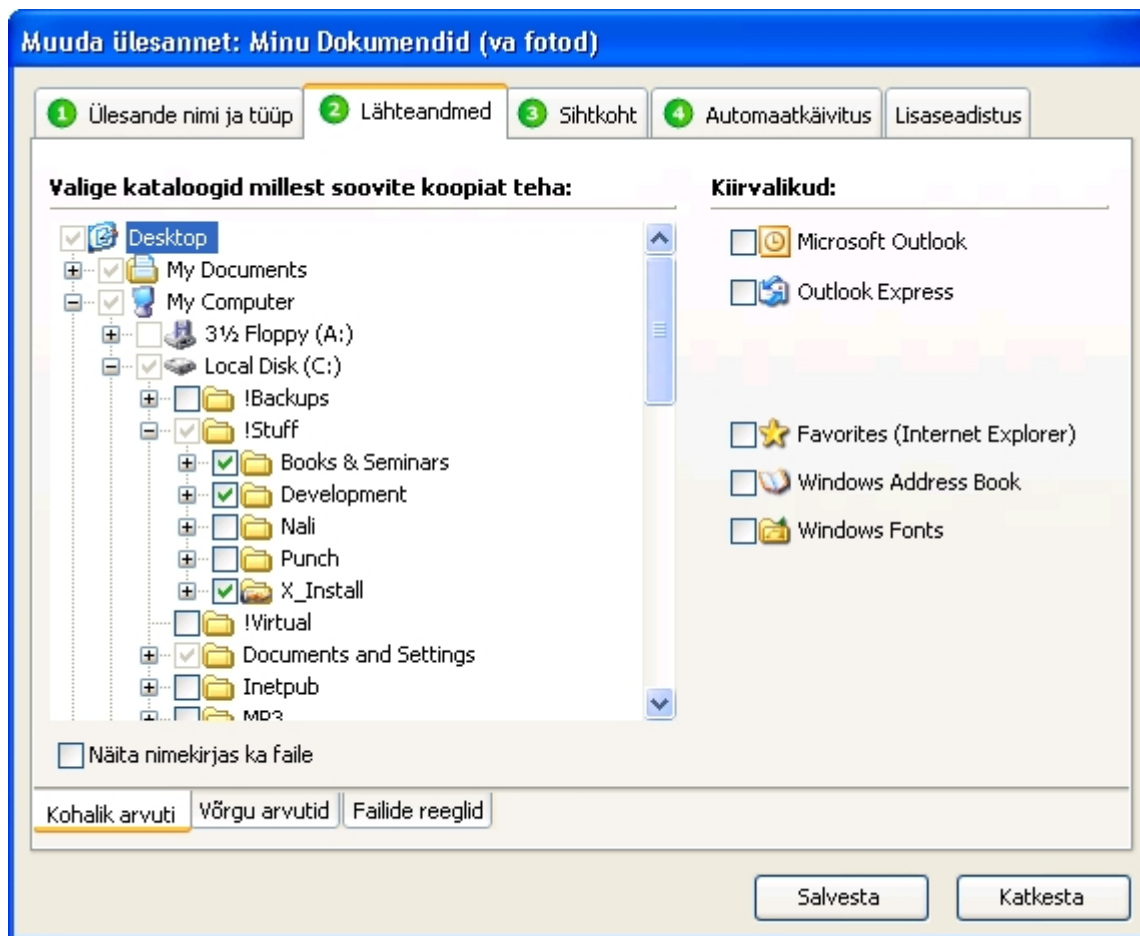 Muuda ülesannet: Minu Dokumendid (va fotod)
1 Ülesande nimi ja tüüp
2 Lähteandmed
3 Sihtkoht
4 Automaatkäivitus
Lisaseadistus
Valige kataloogid millest soovite koopiat teha:
Desktop
My Documents
My Computer
3½ Floppy (A:)
Local Disk (C:)
!Backups
!Stuff
Books & Seminars
Development
Nali
Punch
X_Install
!Virtual
Documents and Settings
Inetpub
MP3
Näita nimekirjas ka faile
Kiirvalikud:
Microsoft Outlook
Outlook Express
Favorites (Internet Explorer)
Windows Address Book
Windows Fonts
Kohalik arvuti
Võrgu arvutid
Failide reeglid
Salvesta
Katkesta